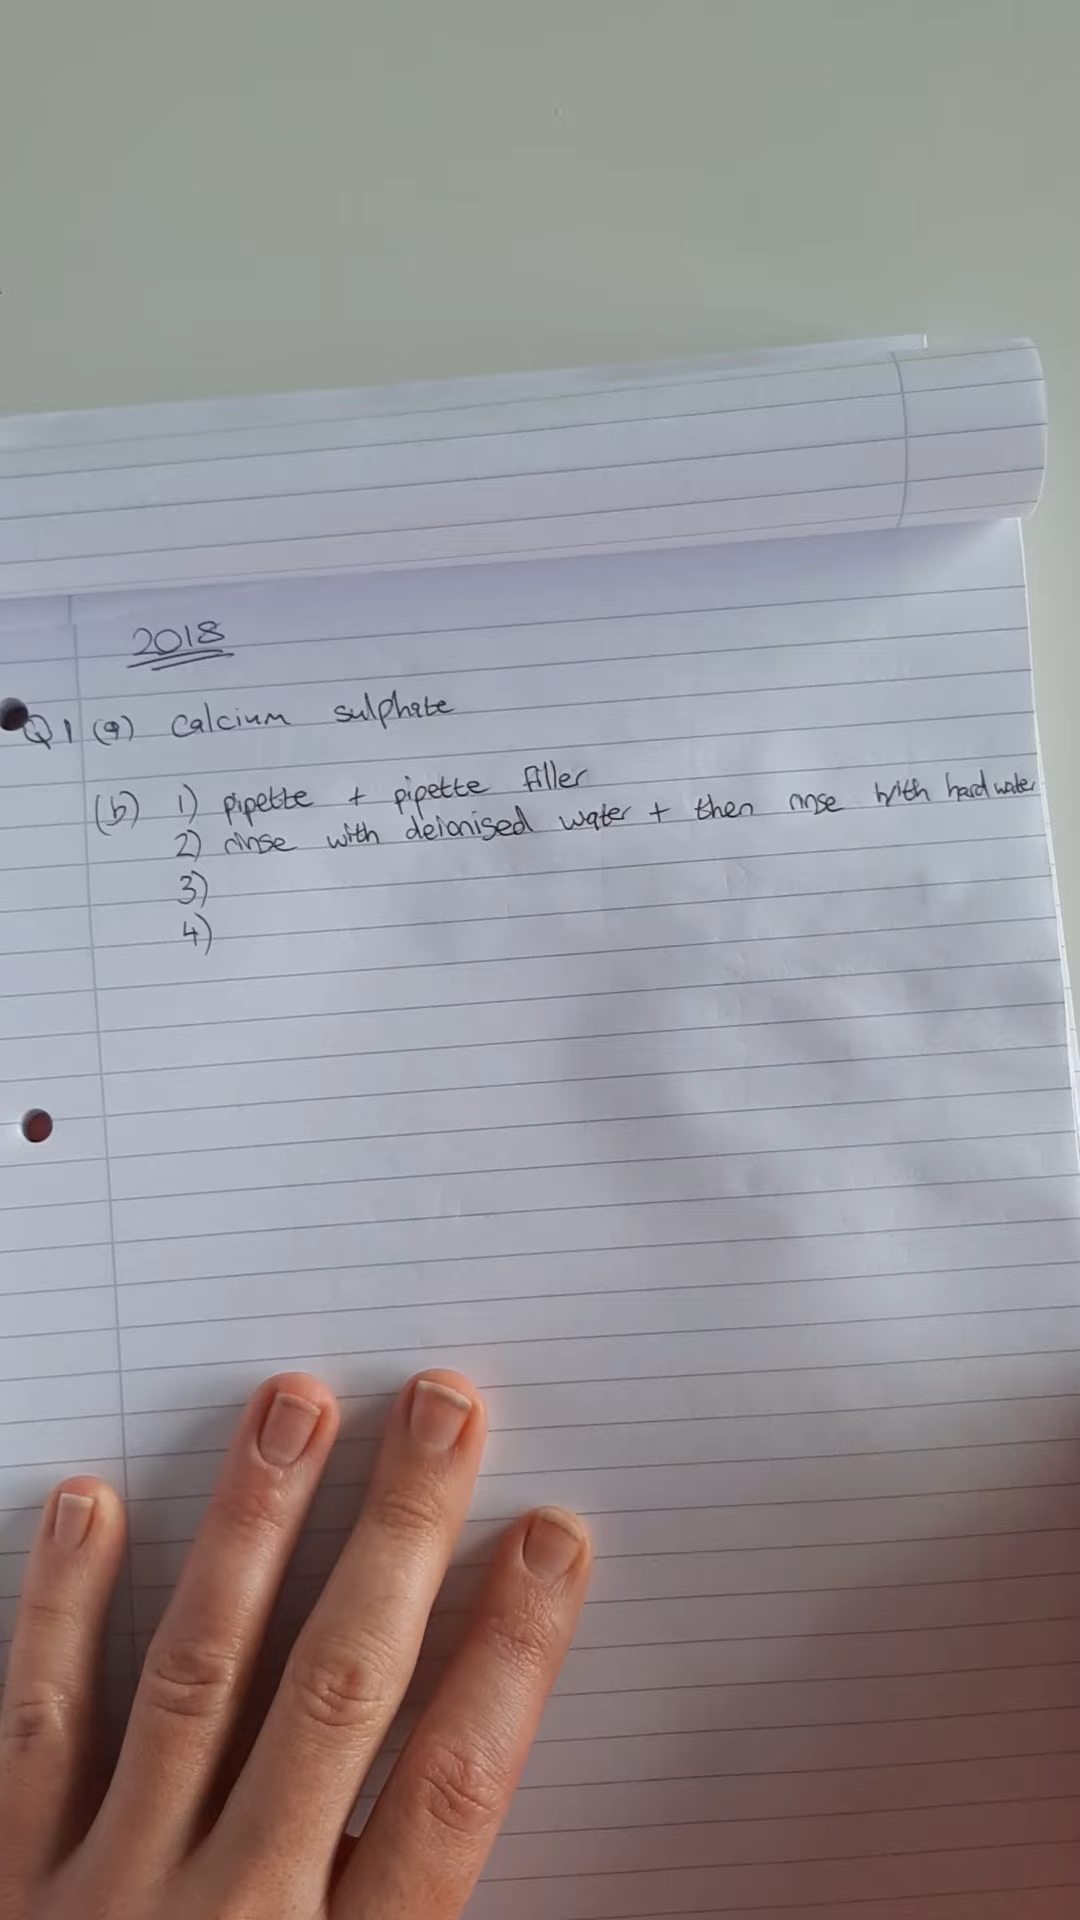 2018
Q1 (a) calcium sulphate
(b) 1) pipette + pipette filler
2) rinse with deionised water + then rinse with hard water
3)
4)